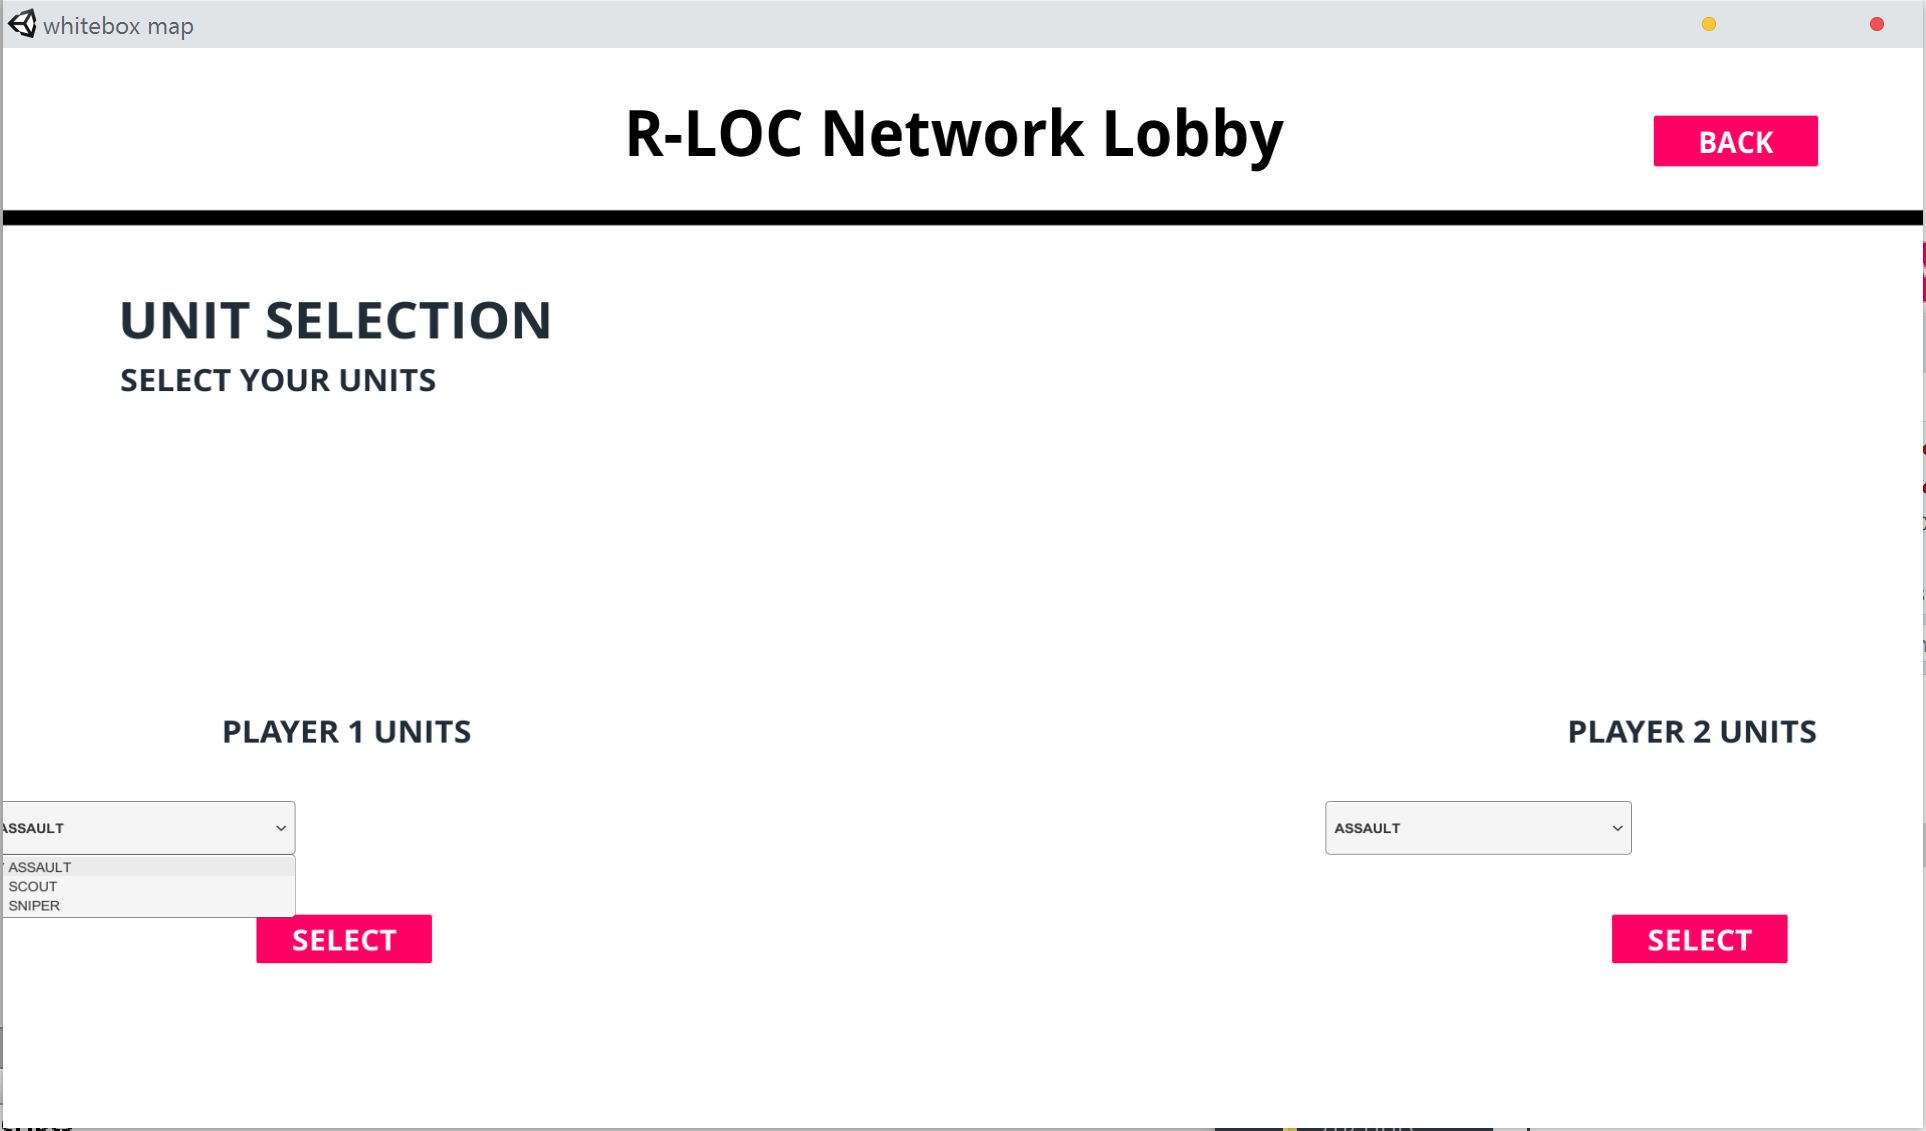 whitebox map
R-LOC Network Lobby
BACK
UNIT SELECTION
SELECT YOUR UNITS
PLAYER 1 UNITS
PLAYER 2 UNITS
ASSAULT
ASSAULT
ASSAULT
SCOUT
SNIPER
SELECT
SELECT